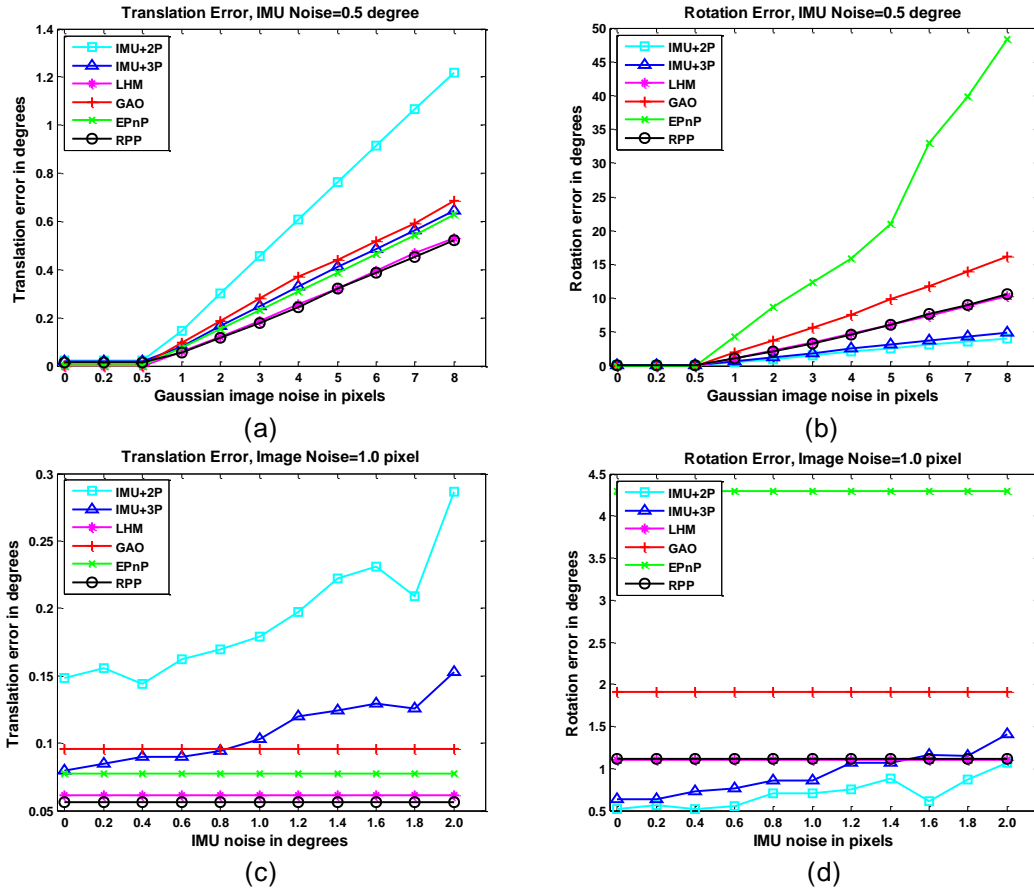 Translation Error, IMU Noise=0.5 degree
1.4
1.2
1
0.8
0.6
0.4
0.2
0
Translation error in degrees
IMU+2P
IMU+3P
LHM
GAO
EPnP
RPP
0 0.2 0.5 1 2 3 4 5 6 7 8
Gaussian image noise in pixels
(a)
Rotation Error, IMU Noise=0.5 degree
50
45
40
35
30
25
20
15
10
5
0
Rotation error in degrees
IMU+2P
IMU+3P
LHM
GAO
EPnP
RPP
0 0.2 0.5 1 2 3 4 5 6 7 8
Gaussian image noise in pixels
(b)
Translation Error, Image Noise=1.0 pixel
0.3
0.25
0.2
0.15
0.1
0.05
Translation error in degrees
IMU+2P
IMU+3P
LHM
GAO
EPnP
RPP
0 0.2 0.4 0.6 0.8 1.0 1.2 1.4 1.6 1.8 2.0
IMU noise in degrees
(c)
Rotation Error, Image Noise=1.0 pixel
4.5
4
3.5
3
2.5
2
1.5
1
0.5
Rotation error in degrees
IMU+2P
IMU+3P
LHM
GAO
EPnP
RPP
0 0.2 0.4 0.6 0.8 1.0 1.2 1.4 1.6 1.8 2.0
IMU noise in pixels
(d)